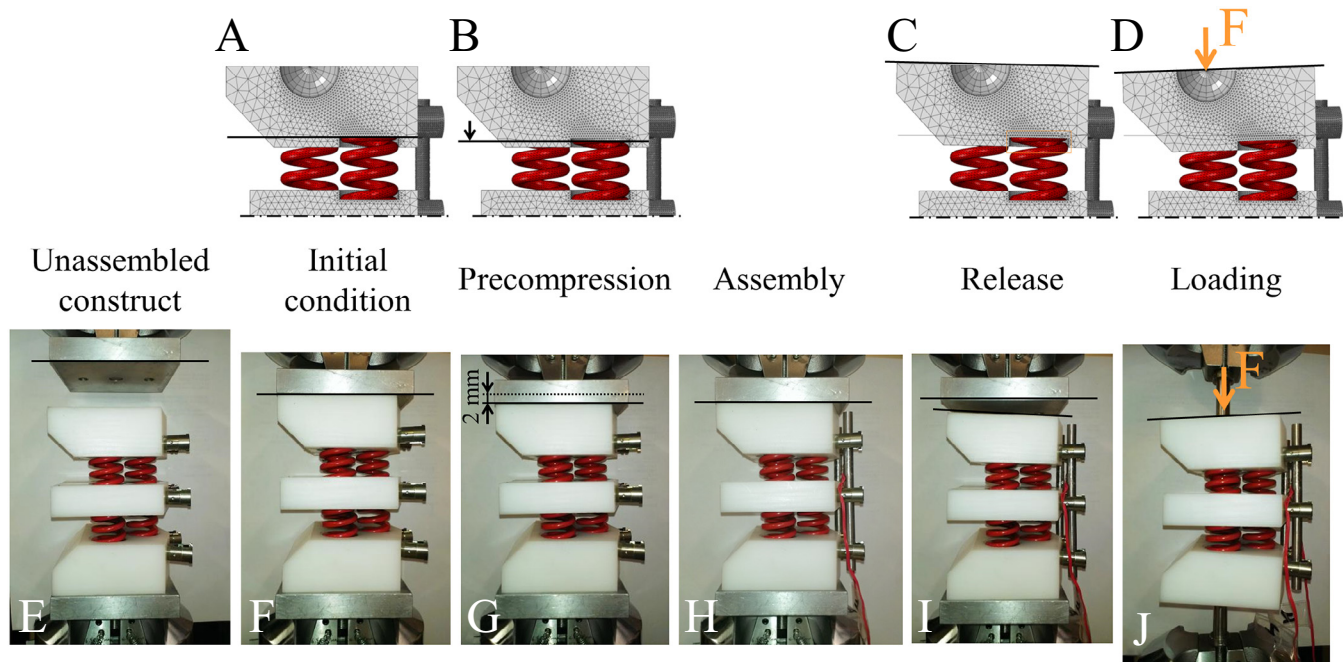 A
B
C
D
F
Unassembled
construct
Initial
condition
Precompression
Assembly
Release
Loading
2 mm
F
E
F
G
H
I
J